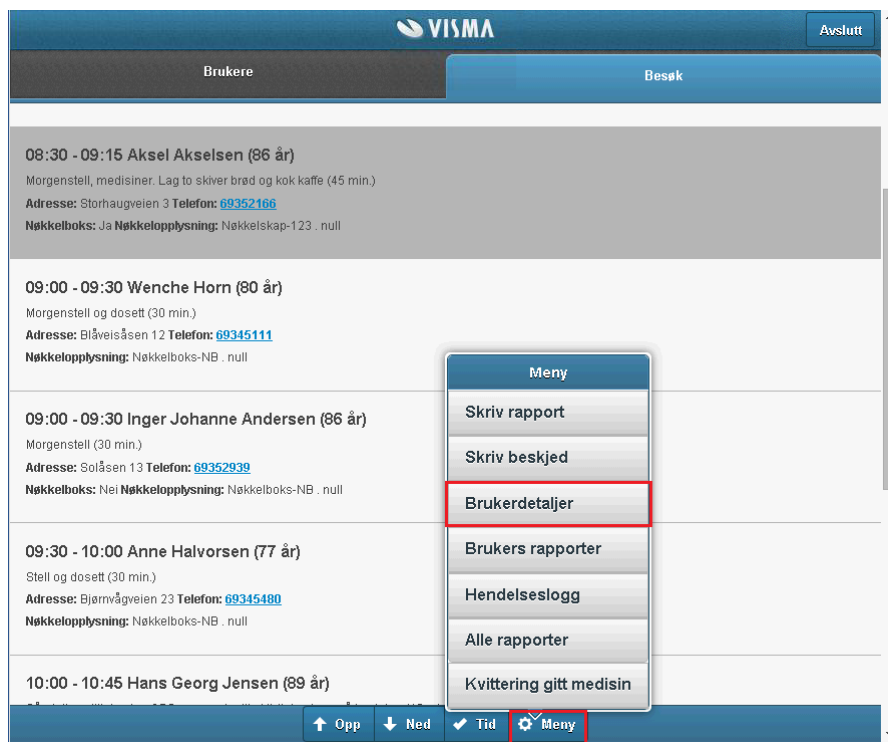 VISMA
Avslutt
Brukere
Besøk
08:30 - 09:15 Aksel Akselsen (86 år)
Morgenstell, medisiner. Lag to skiver brød og kok kaffe (45 min.)
Adresse: Storhaugveien 3 Telefon: 69352166
Nøkkelboks: Ja Nøkkelopplysning: Nøkkelskap-123 . null
09:00 - 09:30 Wenche Horn (80 år)
Morgenstell og dosett (30 min.)
Adresse: Blåveisåsen 12 Telefon: 69345111
Nøkkelopplysning: Nøkkelboks-NB . null
09:00 - 09:30 Inger Johanne Andersen (86 år)
Morgenstell (30 min.)
Adresse: Solåsen 13 Telefon: 69352939
Nøkkelboks: Nei Nøkkelopplysning: Nøkkelboks-NB . null
09:30 - 10:00 Anne Halvorsen (77 år)
Stell og dosett (30 min.)
Adresse: Bjørnvågveien 23 Telefon: 69345480
Nøkkelopplysning: Nøkkelboks-NB . null
10:00 - 10:45 Hans Georg Jensen (89 år)
Meny
Skriv rapport
Skriv beskjed
Brukerdetaljer
Brukers rapporter
Hendelseslogg
Alle rapporter
Kvittering gitt medisin
Opp Ned Tid Meny